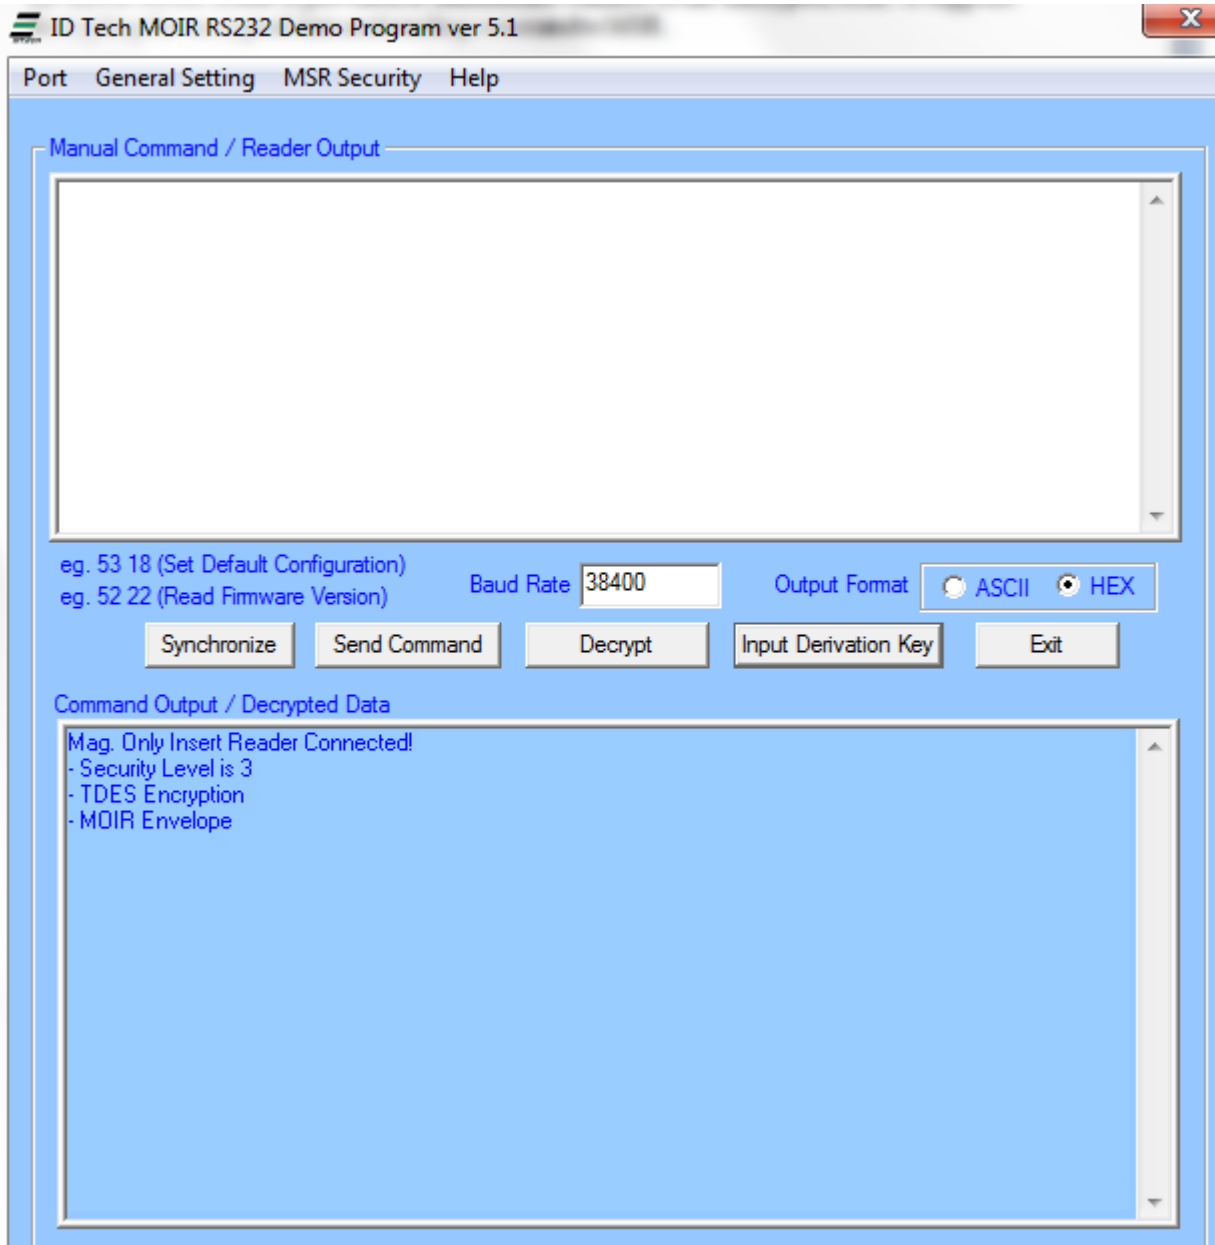 ID Tech MOIR RS232 Demo Program ver 5.1
Port General Setting MSR Security Help
Manual Command / Reader Output
eg. 53 18 (Set Default Configuration)
eg. 52 22 (Read Firmware Version)
Baud Rate 38400
Output Format ASCII HEX
Synchronize Send Command Decrypt Input Derivation Key Exit
Command Output / Decrypted Data
Mag. Only Insert Reader Connected!
- Security Level is 3
- TDES Encryption
- MOIR Envelope